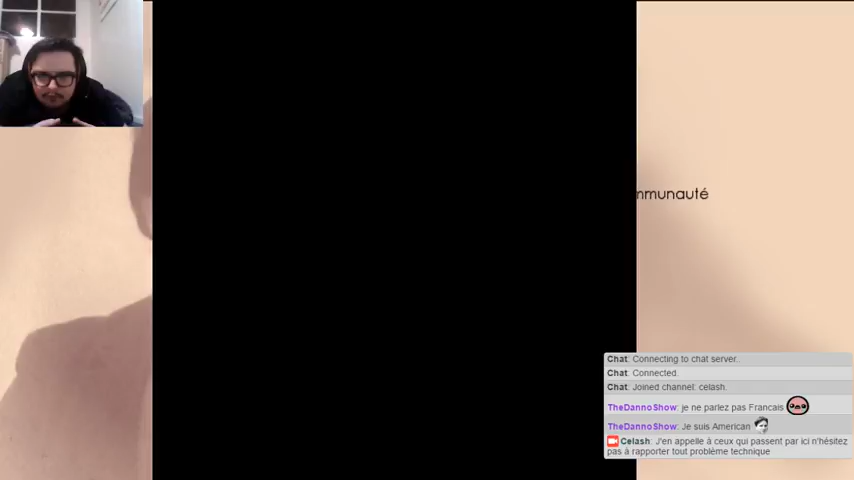 mmunauté
Chat: Connecting to chat server.
Chat: Connected.
Chat: Joined channel: celash.
TheDannoShow: je ne parlez pas Francais
TheDannoShow: Je suis American
Celash: J'en appelle à ceux qui passent par ici n'hésitez
pas à rapporter tout problème technique